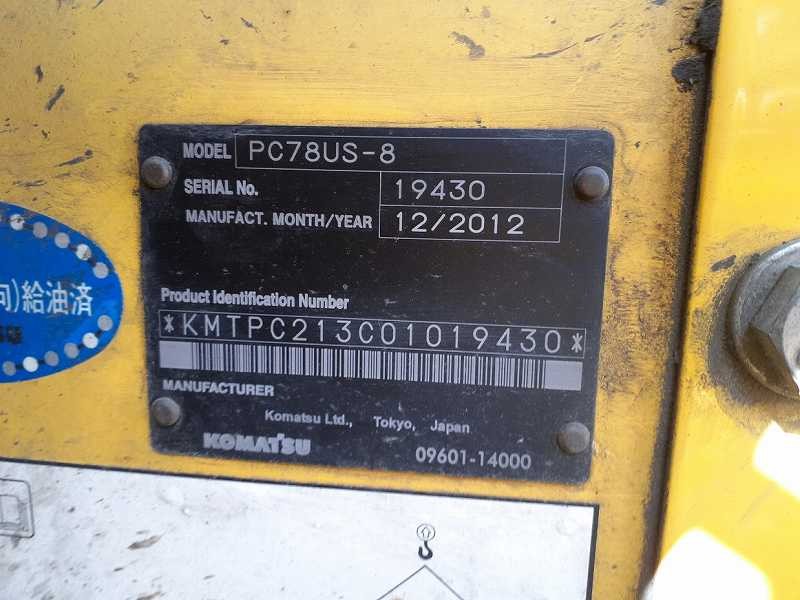 MODEL PC78US-8
SERIAL No. 19430
MANUFACT. MONTH/YEAR 12/2012
Product Identification Number
*KMTPC213C01019430*
MANUFACTURER
Komatsu Ltd., Tokyo, Japan
KOMATSU 09601-14000
)給油済